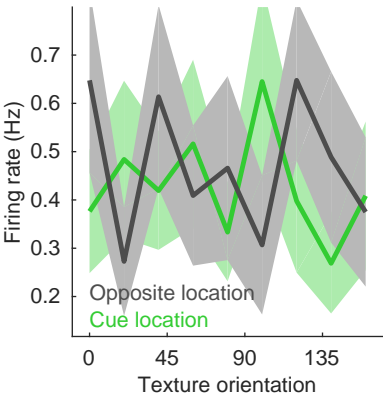 0.7
0.6
0.5
0.4
0.3
0.2
Firing rate (Hz)
Opposite location
Cue location
0 45 90 135
Texture orientation